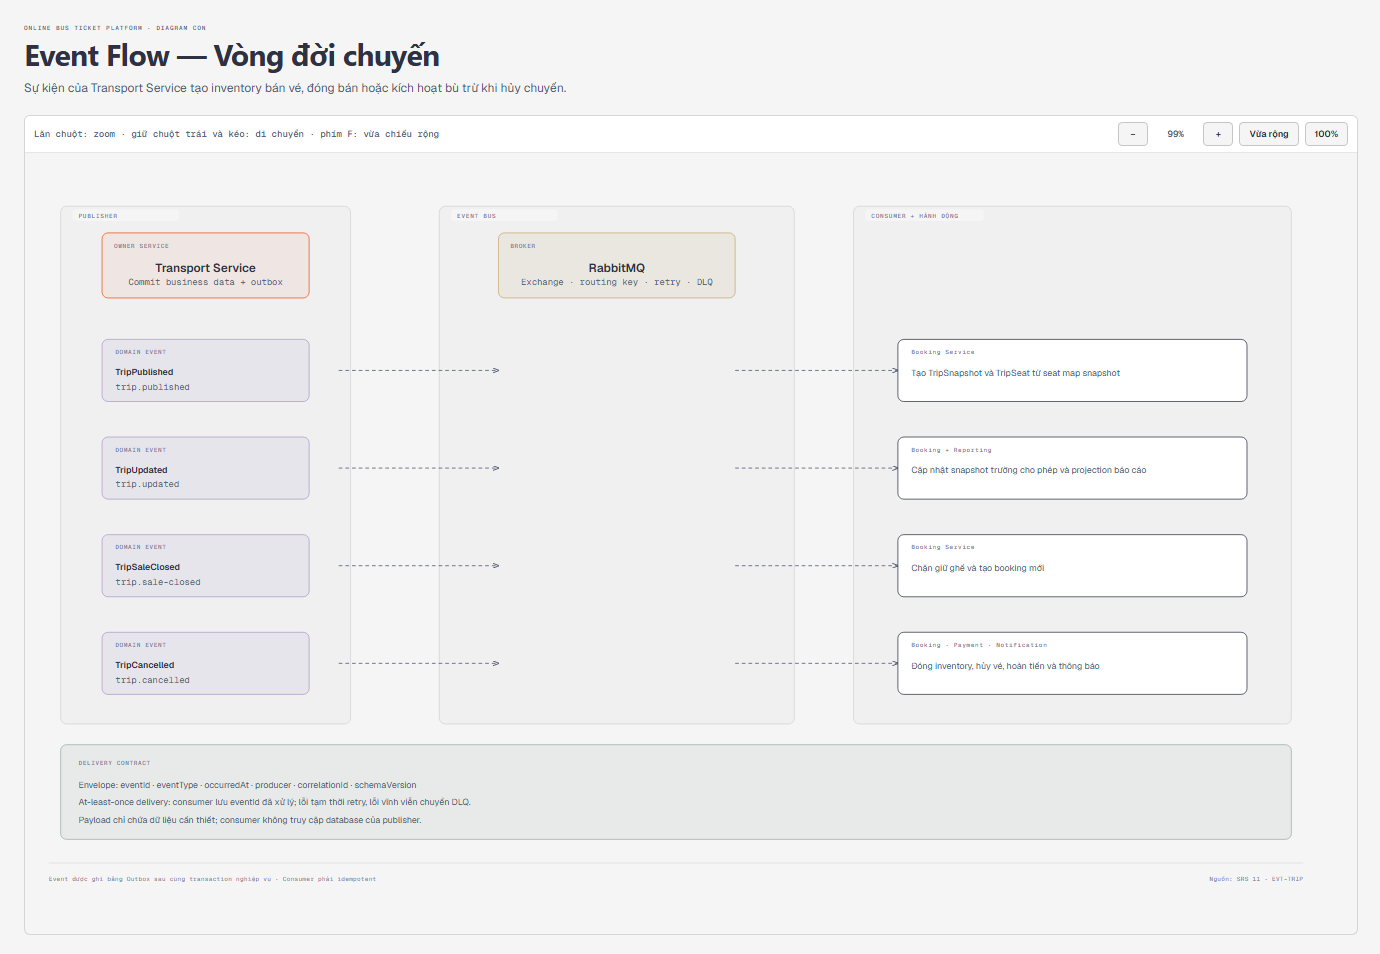 ONLINE BUS TICKET PLATFORM · DIAGRAM CON
Event Flow — Vòng đời chuyến
Sự kiện của Transport Service tạo inventory bán vé, đóng bán hoặc kích hoạt bù trừ khi hủy chuyến.
Lăn chuột: zoom · giữ chuột trái và kéo: di chuyển · phím F: vừa chiều rộng
−
99%
+
Vừa rộng
100%
PUBLISHER
EVENT BUS
CONSUMER + HÀNH ĐỘNG
OWNER SERVICE
Transport Service
Commit business data + outbox
BROKER
RabbitMQ
Exchange · routing key · retry · DLQ
DOMAIN EVENT
TripPublished
trip.published
Booking Service
Tạo TripSnapshot và TripSeat từ seat map snapshot
DOMAIN EVENT
TripUpdated
trip.updated
Booking + Reporting
Cập nhật snapshot trường cho phép và projection báo cáo
DOMAIN EVENT
TripSaleClosed
trip.sale-closed
Booking Service
Chặn giữ ghế và tạo booking mới
DOMAIN EVENT
TripCancelled
trip.cancelled
Booking · Payment · Notification
Đóng inventory, hủy vé, hoàn tiền và thông báo
DELIVERY CONTRACT
Envelope: eventId · eventType · occurredAt · producer · correlationId · schemaVersion
At-least-once delivery: consumer lưu eventId đã xử lý; lỗi tạm thời retry, lỗi vĩnh viễn chuyển DLQ.
Payload chỉ chứa dữ liệu cần thiết; consumer không truy cập database của publisher.
Event được ghi bằng Outbox sau cùng transaction nghiệp vụ · Consumer phải idempotent
Nguồn: SRS 11 · EVT-TRIP